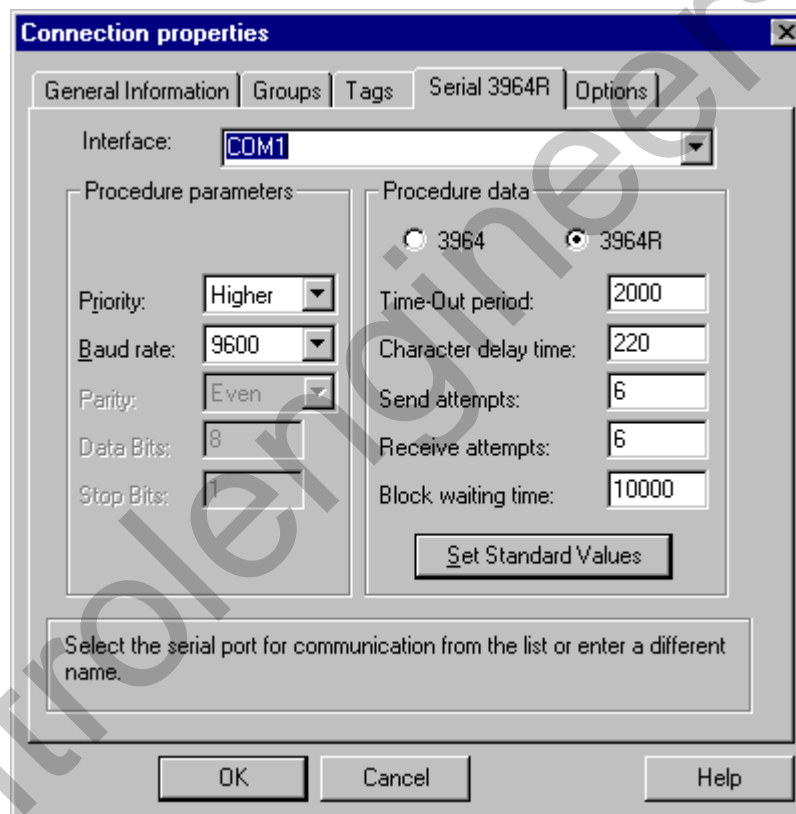 Connection properties
General Information Groups Tags Serial 3964R Options
Interface: COM1
Procedure parameters
Priority: Higher
Baud rate: 9600
Parity: Even
Data Bits: 8
Stop Bits: 1
Procedure data
3964 3964R
Time-Out period: 2000
Character delay time: 220
Send attempts: 6
Receive attempts: 6
Block waiting time: 10000
Set Standard Values
Select the serial port for communication from the list or enter a different
name.
OK Cancel Help
ntrolengineers